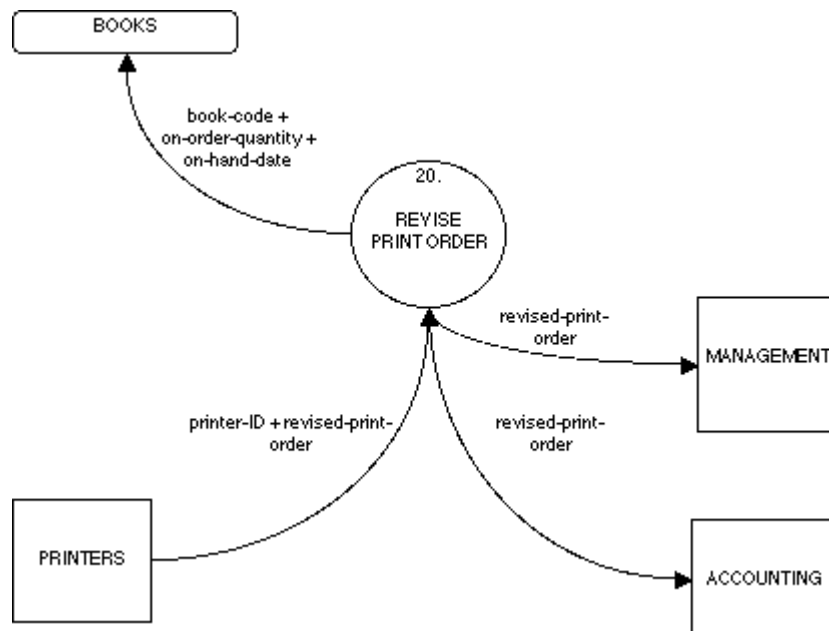 BOOKS
book-code +
on-order-quantity +
on-hand-date
20.
REVISE
PRINT ORDER
revised-print-
order
MANAGEMENT
printer-ID + revised-print-
order
revised-print-
order
PRINTERS
ACCOUNTING